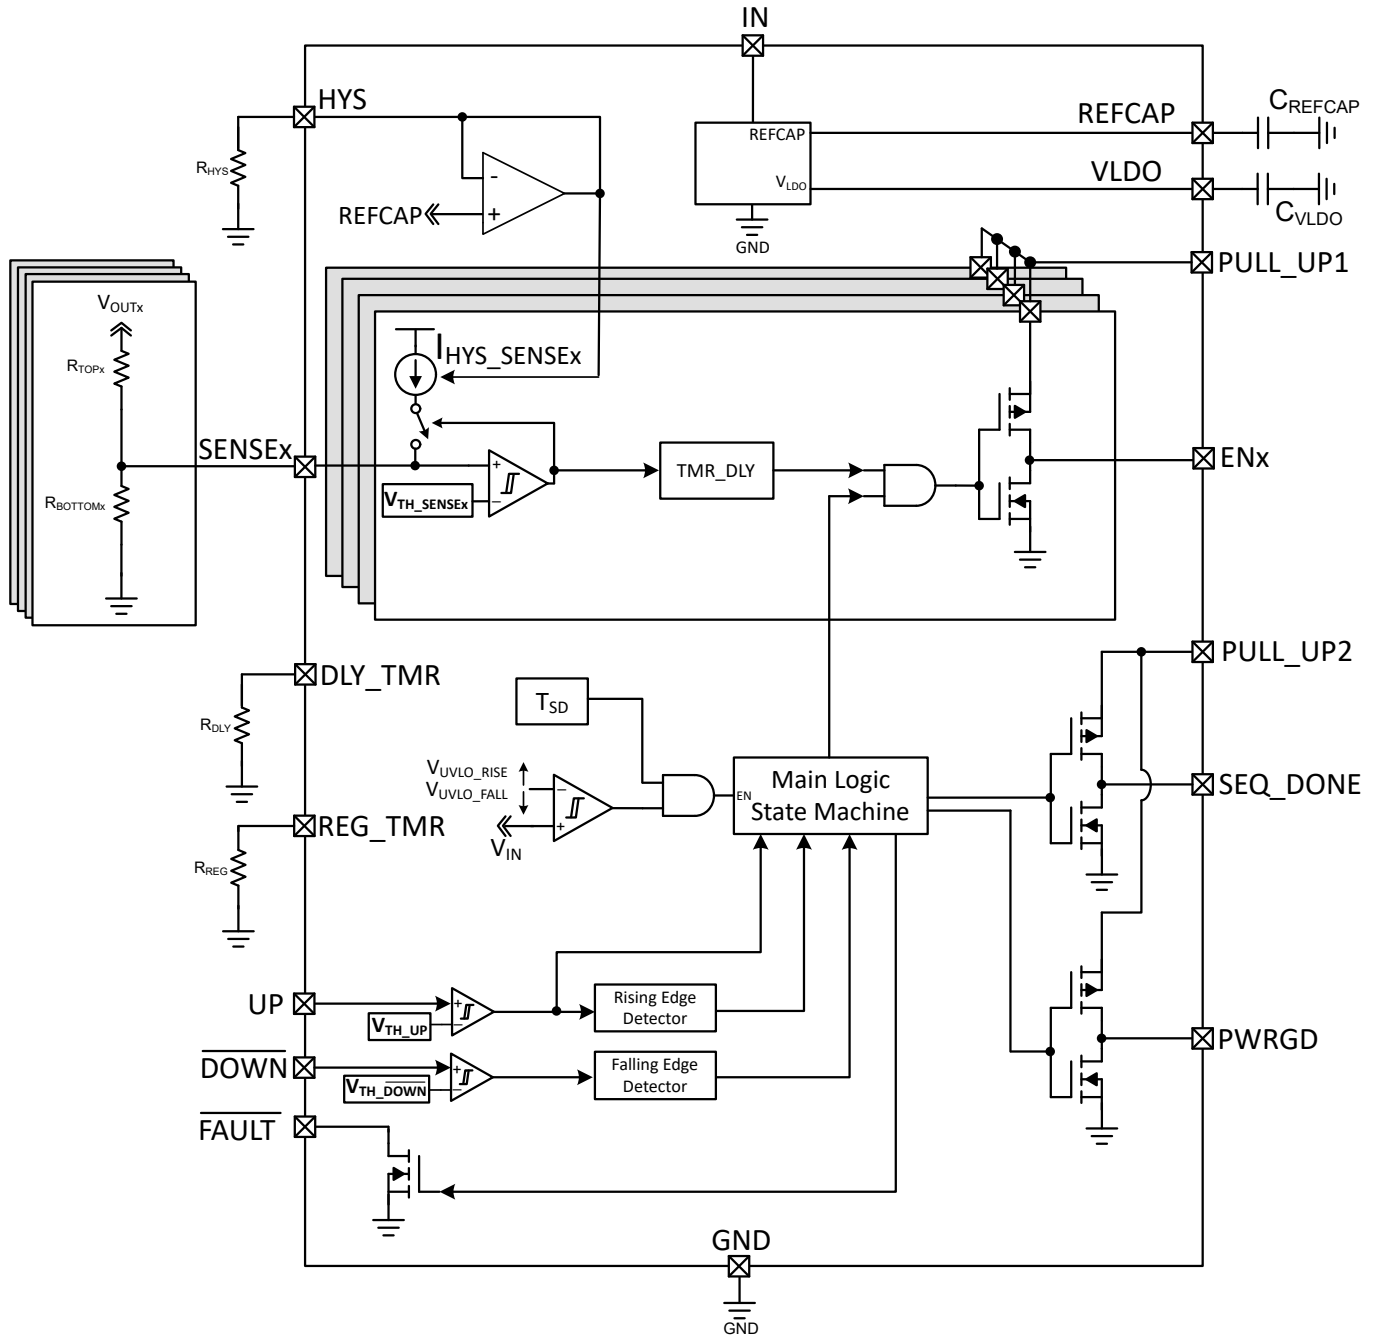 IN
HYS
REFCAP
CREFCAP
REFCAP
RHYS
-
+
REFCAP
VLDO
VLDO
CVLDO
GND
PULL_UP1
VOUTx
RTOPx
IHYS_SENSEx
SENSEx
+
TMR_DLY
ENx
RBOTTOMx
VTH_SENSEx
−
DLY_TMR
PULL_UP2
TSD
RDLY
VUVLO_RISE
VUVLO_FALL
−
+
VIN
EN
Main Logic
State Machine
SEQ_DONE
REG_TMR
RREG
UP
+
−
VTH_UP
Rising Edge
Detector
DOWN
+
−
VTH_DOWN
Falling Edge
Detector
PWRGD
FAULT
GND
GND